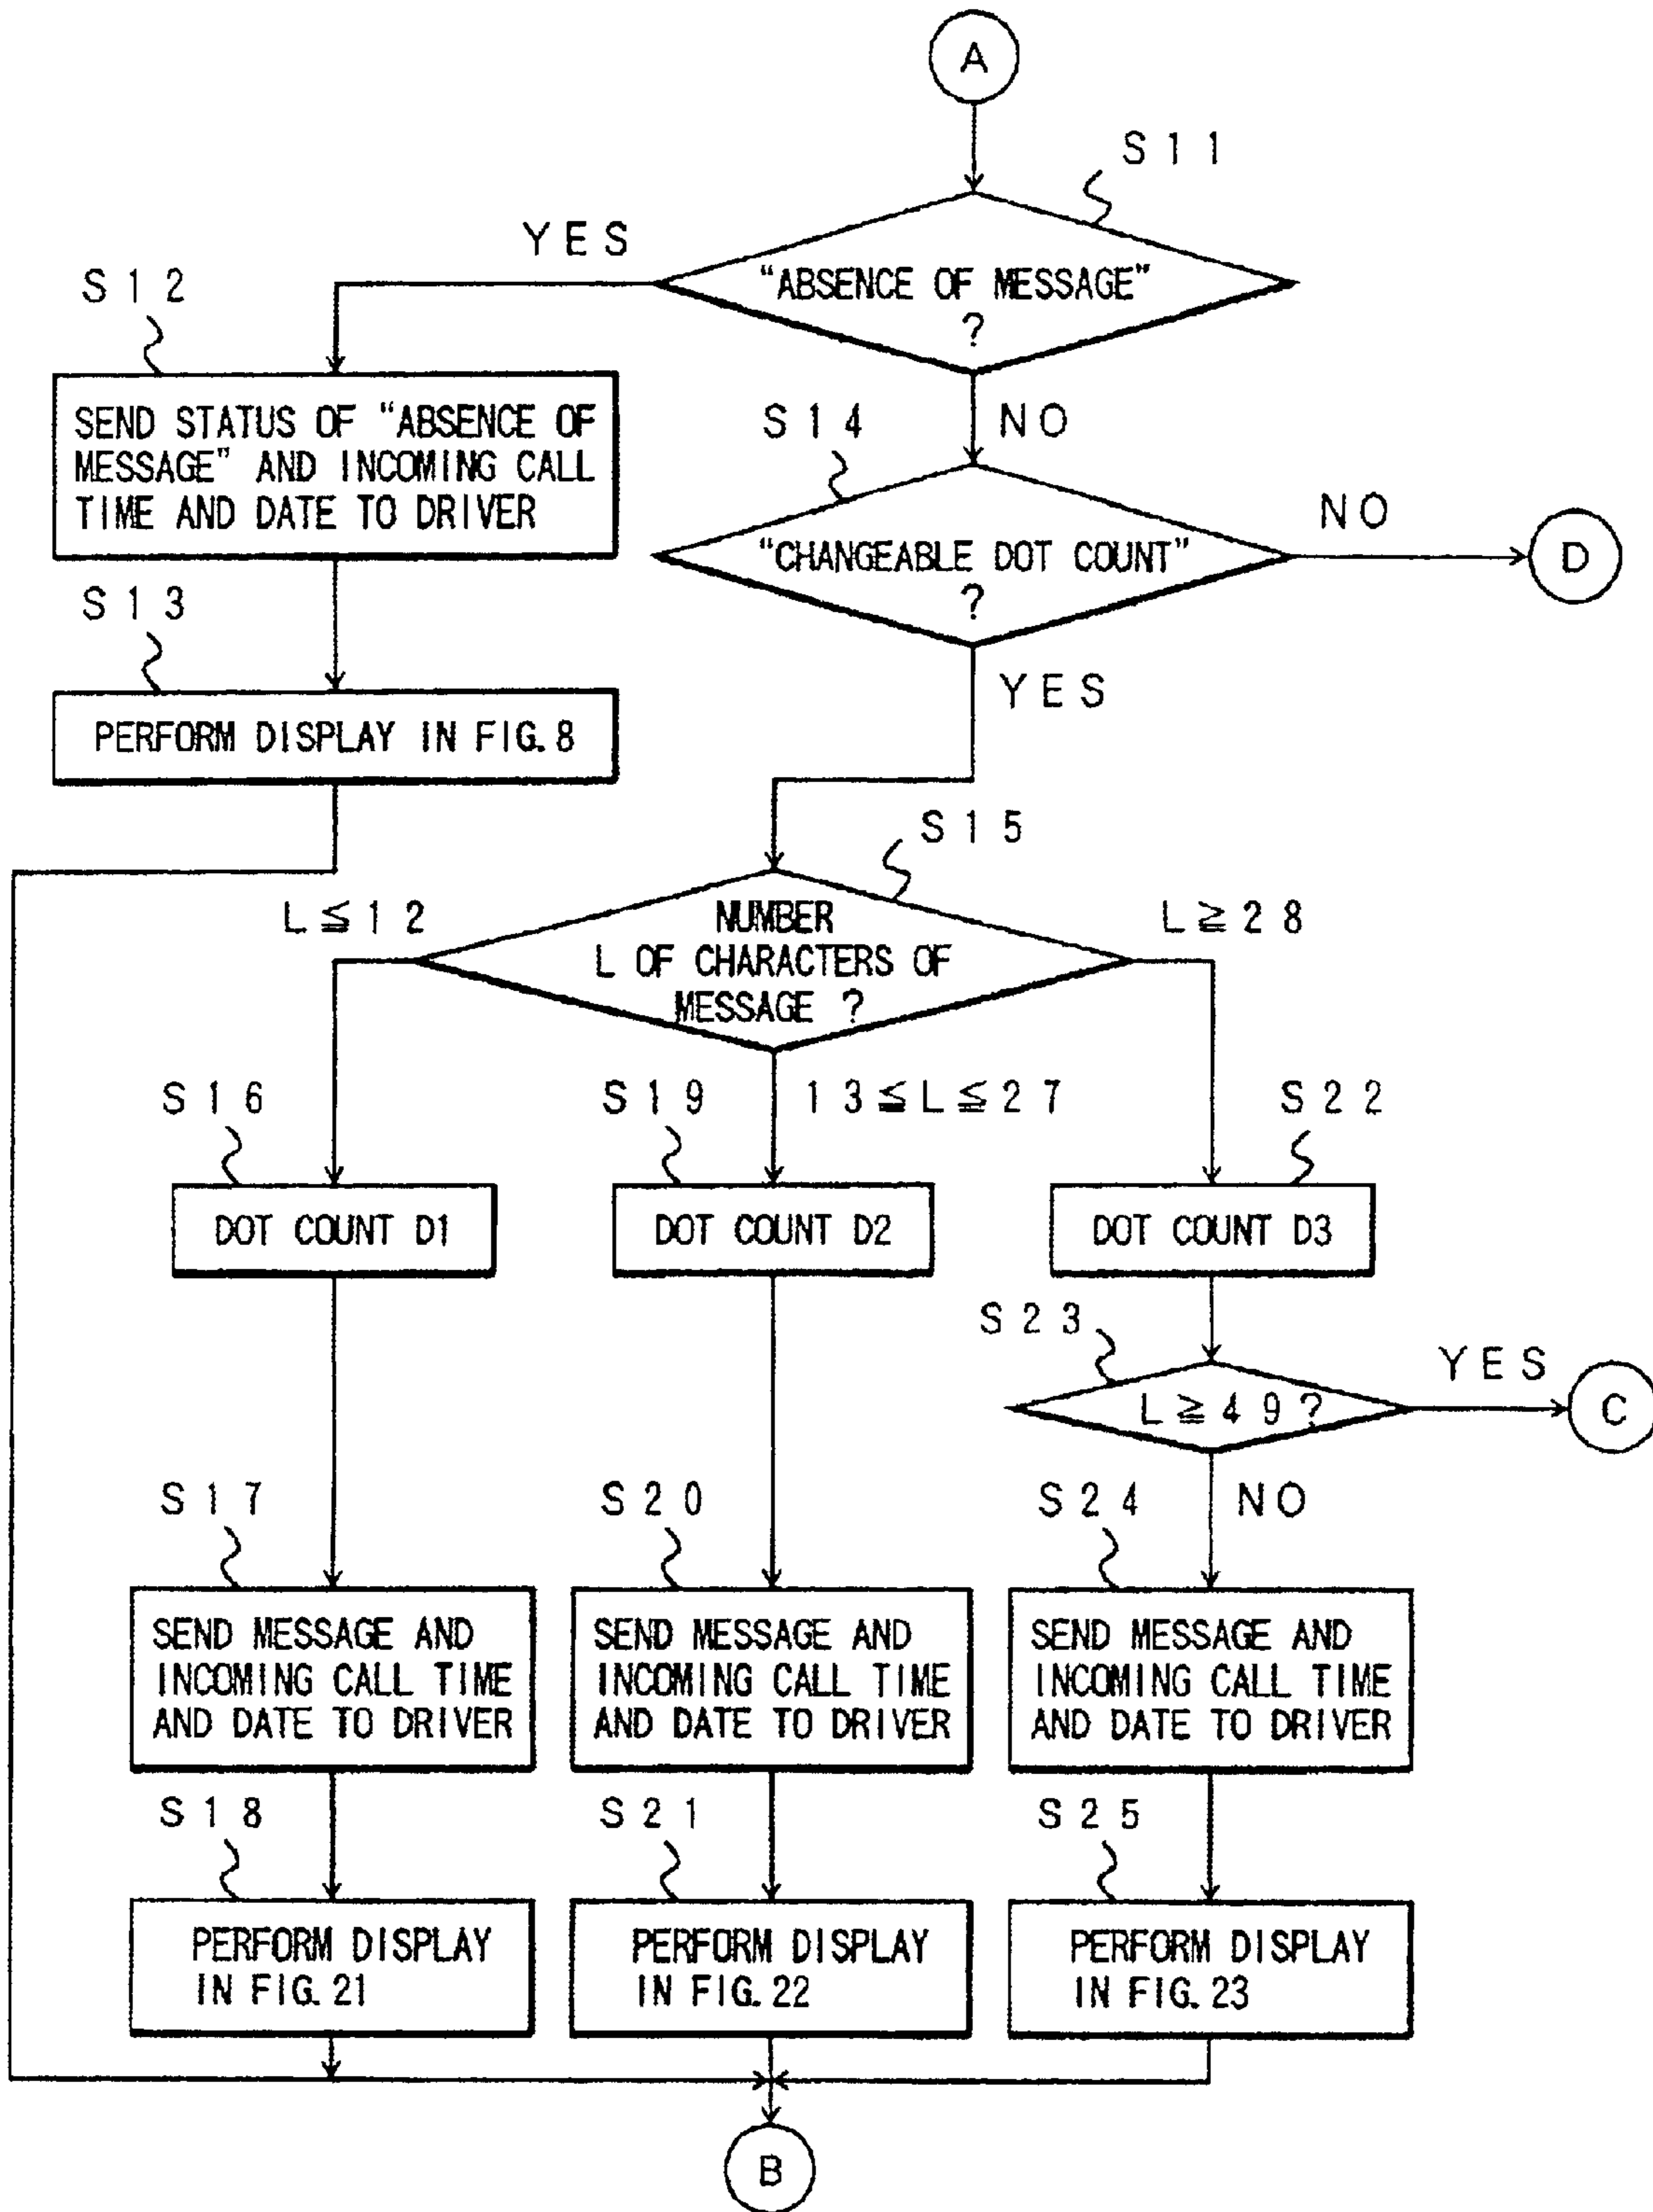 A
S11
YES
"ABSENCE OF MESSAGE"
?
S12
SEND STATUS OF "ABSENCE OF
MESSAGE" AND INCOMING CALL
TIME AND DATE TO DRIVER
S14
NO
"CHANGEABLE DOT COUNT"
?
NO
D
S13
PERFORM DISPLAY IN FIG.8
YES
S15
L≦12
NUMBER
L OF CHARACTERS OF
MESSAGE ?
L≧28
S16
S19
13≦L≦27
S22
DOT COUNT D1
DOT COUNT D2
DOT COUNT D3
S23
L≧49?
YES
C
NO
S17
SEND MESSAGE AND
INCOMING CALL TIME
AND DATE TO DRIVER
S20
SEND MESSAGE AND
INCOMING CALL TIME
AND DATE TO DRIVER
S24
SEND MESSAGE AND
INCOMING CALL TIME
AND DATE TO DRIVER
S18
PERFORM DISPLAY
IN FIG.21
S21
PERFORM DISPLAY
IN FIG.22
S25
PERFORM DISPLAY
IN FIG.23
B